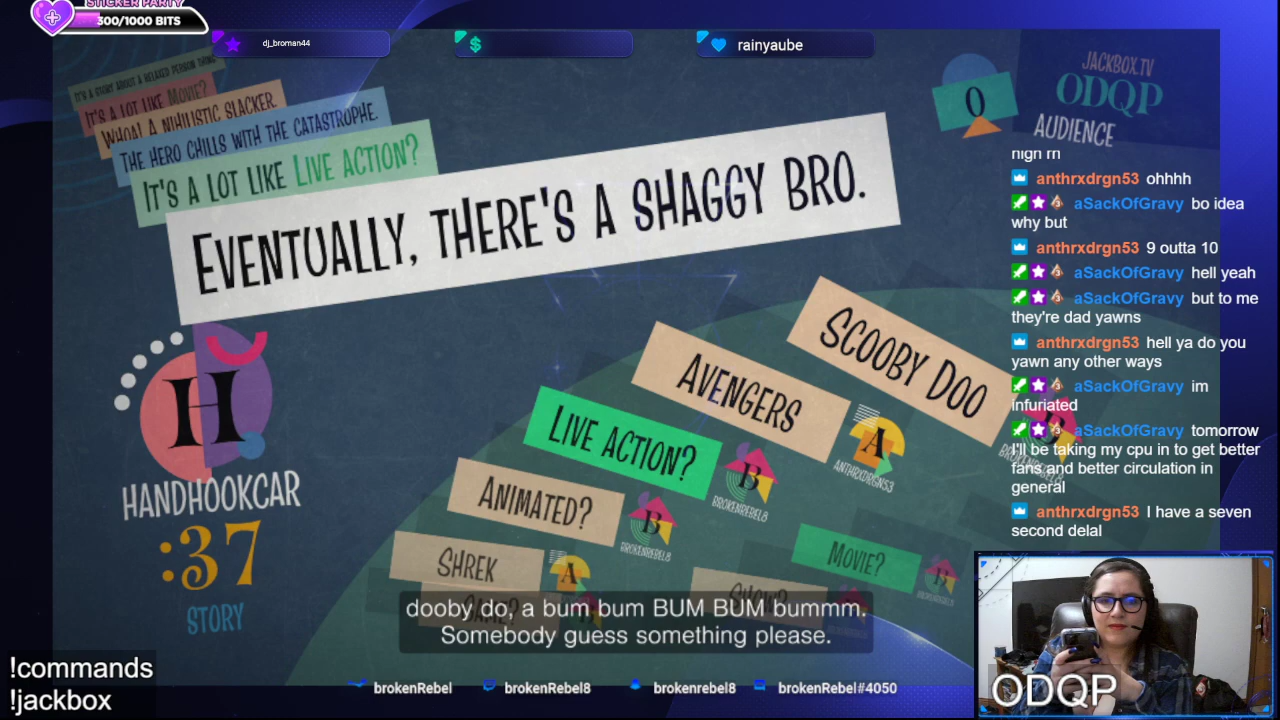 STICKER PARTY
300/1000 BITS
dj_broman44
rainyaube
IT'S A STORY ABOUT A RELAXED PERSON THING
IT'S A LOT LIKE MOVIE?
WHOA! A NIHILISTIC SLACKER.
THE HERO CHILLS WITH THE CATASTROPHE.
IT'S A LOT LIKE LIVE ACTION?
EVENTUALLY, THERE'S A SHAGGY BRO.
0
JACKBOX.TV
ODQP
AUDIENCE
nign rn
anthrxdrgn53 ohhhh
aSackOfGravy bo idea
why but
anthrxdrgn53 9 outta 10
aSackOfGravy hell yeah
aSackOfGravy but to me
they're dad yawns
anthrxdrgn53 hell ya do you
yawn any other ways
aSackOfGravy im
infuriated
aSackOfGravy tomorrow
I'll be taking my cpu in to get better
fans and better circulation in
general
anthrxdrgn53 I have a seven
second delal
SCOOBY DOO
AVENGERS
A
ANTHRXDRGN53
LIVE ACTION?
B
BROKENREBEL8
ANIMATED?
B
BROKENREBEL8
SHREK
A
MOVIE?
B
BROKENREBEL8
SHOW?
H
HANDHOOKCAR
:37
STORY
dooby do, a bum bum BUM BUM bummm.
Somebody guess something please.
!commands
!jackbox
brokenRebel
brokenRebel8
brokenrebel8
brokenRebel#4050
ODQP